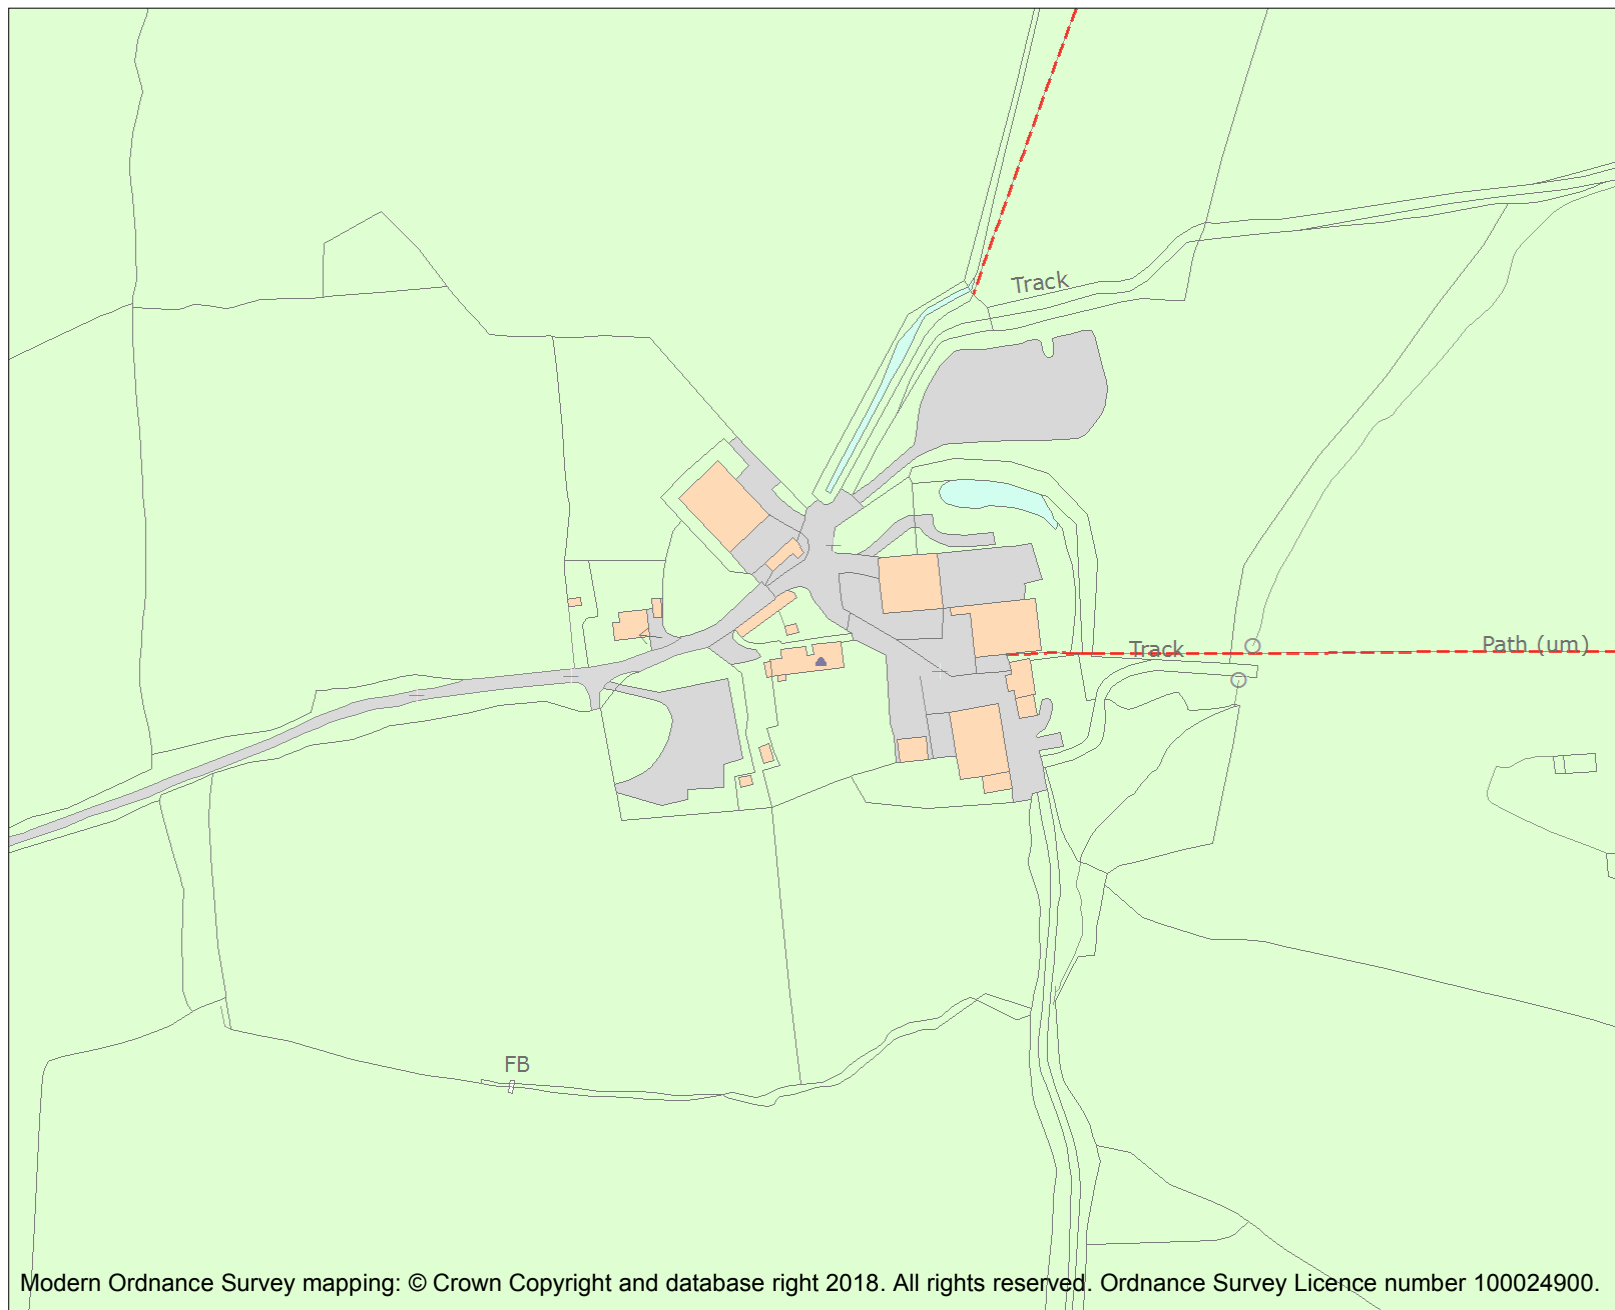 Track
Track
Path (um)
FB
Modern Ordnance Survey mapping: © Crown Copyright and database right 2018. All rights reserved. Ordnance Survey Licence number 100024900.